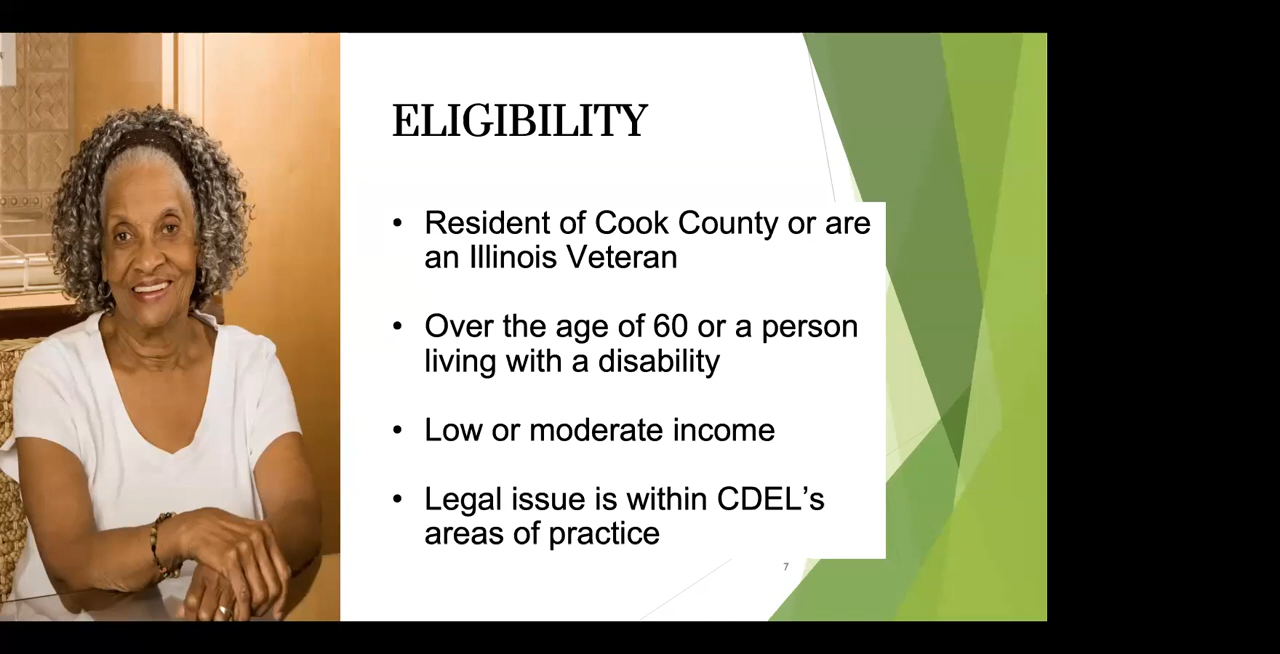 ELIGIBILITY
• Resident of Cook County or are
an Illinois Veteran
• Over the age of 60 or a person
living with a disability
• Low or moderate income
• Legal issue is within CDEL’s
areas of practice
7